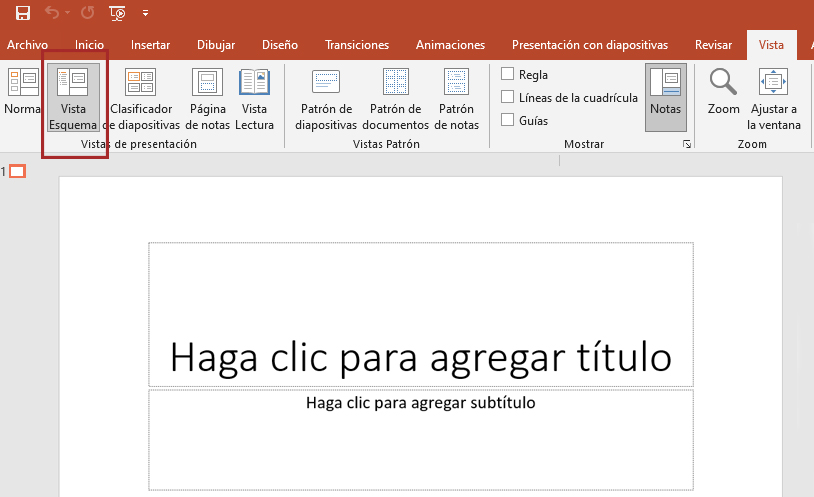 Archivo Inicio Insertar Dibujar Diseño Transiciones Animaciones Presentación con diapositivas Revisar Vista
Norma Vista Esquema Clasificador de diapositivas Página de notas Vista Lectura
Vistas de presentación
Patrón de diapositivas Patrón de documentos Patrón de notas
Vistas Patrón
Regla
Líneas de la cuadrícula
Guías
Notas
Mostrar
Zoom Ajustar a la ventana
Zoom
1
Haga clic para agregar título
Haga clic para agregar subtítulo